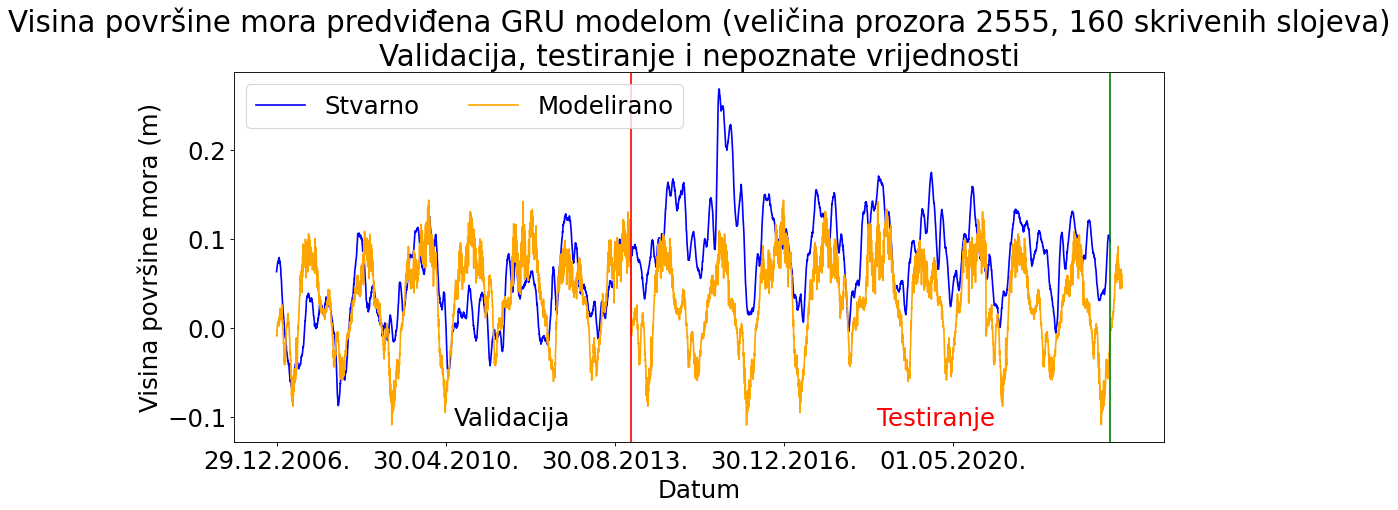 Visina površine mora predviđena GRU modelom (veličina prozora 2555, 160 skrivenih slojeva)
Validacija, testiranje i nepoznate vrijednosti
Stvarno
Modelirano
Visina površine mora (m)
0.2
0.1
0.0
−0.1
Validacija
Testiranje
29.12.2006.
30.04.2010.
30.08.2013.
30.12.2016.
01.05.2020.
Datum